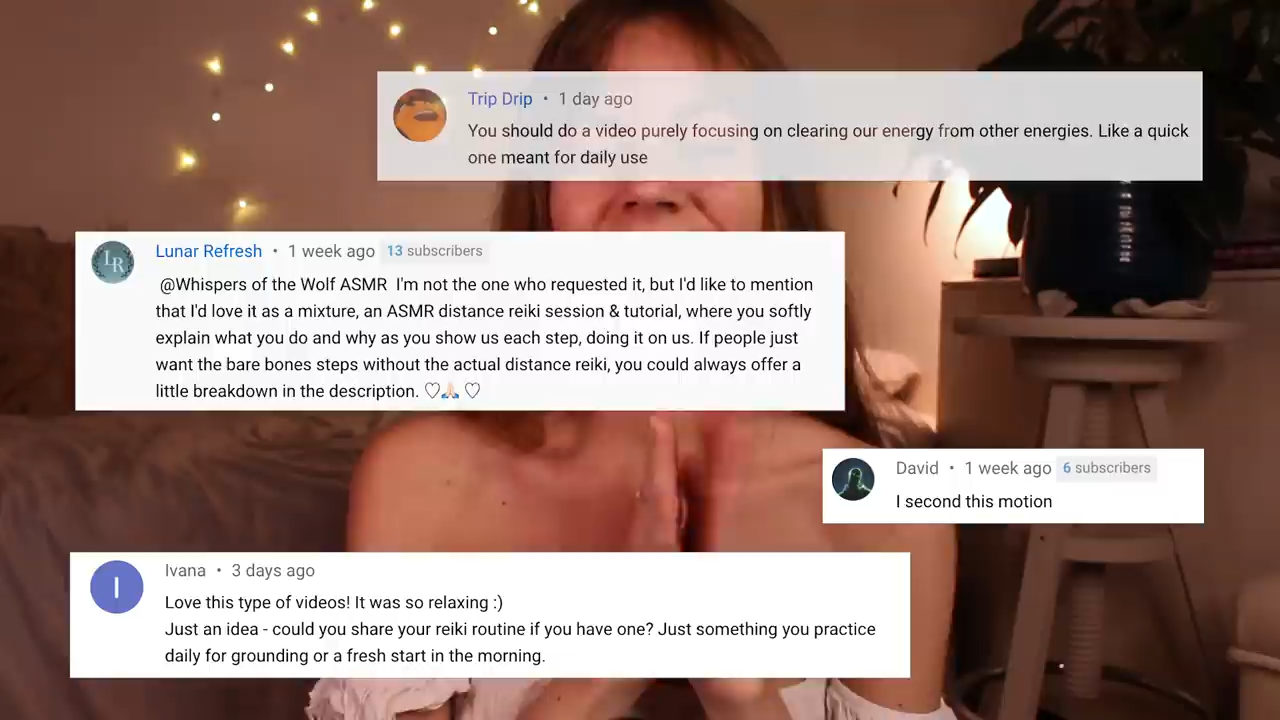 Trip Drip • 1 day ago
You should do a video purely focusing on clearing our energy from other energies. Like a quick
one meant for daily use
LR
Lunar Refresh • 1 week ago 13 subscribers
@Whispers of the Wolf ASMR I'm not the one who requested it, but I'd like to mention
that I'd love it as a mixture, an ASMR distance reiki session & tutorial, where you softly
explain what you do and why as you show us each step, doing it on us. If people just
want the bare bones steps without the actual distance reiki, you could always offer a
little breakdown in the description. ♡🙏🏻 ♡
David • 1 week ago 6 subscribers
I second this motion
I
Ivana • 3 days ago
Love this type of videos! It was so relaxing :)
Just an idea - could you share your reiki routine if you have one? Just something you practice
daily for grounding or a fresh start in the morning.